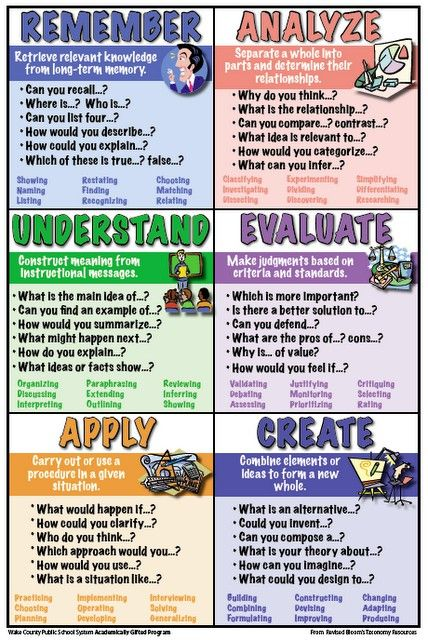 REMEMBER
Retrieve relevant knowledge
from long-term memory.
• Can you recall...?
• Where is...? Who is...?
• Can you list four...?
• How would you describe...?
• How could you explain...?
• Which of these is true...? false...?
Showing Restating Choosing
Naming Finding Matching
Listing Recognizing Relating
ANALYZE
Separate a whole into
parts and determine their
relationships.
• Why do you think...?
• What is the relationship...?
• Can you compare...? contrast...?
• What idea is relevant to...?
• How would you categorize...?
• What can you infer...?
Classifying Experimenting Simplifying
Investigating Dividing Differentiating
Dissecting Discovering Researching
UNDERSTAND
Construct meaning from
instructional messages.
• What is the main idea of...?
• Can you find an example of...?
• How would you summarize...?
• What might happen next...?
• How do you explain...?
• What ideas or facts show...?
Organizing Paraphrasing Reviewing
Discussing Extending Inferring
Interpreting Outlining Showing
EVALUATE
Make judgments based on
criteria and standards.
• Which is more important?
• Is there a better solution to...?
• Can you defend...?
• What are the pros of...? cons...?
• Why is... of value?
• How would you feel if...?
Validating Justifying Critiquing
Debating Monitoring Selecting
Assessing Prioritizing Rating
APPLY
Carry out or use a
procedure in a given
situation.
• What would happen if...?
• How could you clarify...?
• Who do you think...?
• Which approach would you...?
• How would you use...?
• What is a situation like...?
Practicing Implementing Interviewing
Choosing Operating Solving
Planning Developing Generalizing
CREATE
Combine elements or
ideas to form a new
whole.
• What is an alternative...?
• Could you invent...?
• Can you compose a...?
• What is your theory about...?
• How can you imagine...?
• What could you design to...?
Building Constructing Changing
Combining Devising Adapting
Formulating Improving Producing
Wake County Public School System Academically Gifted Program
From Revised Bloom's Taxonomy Resources